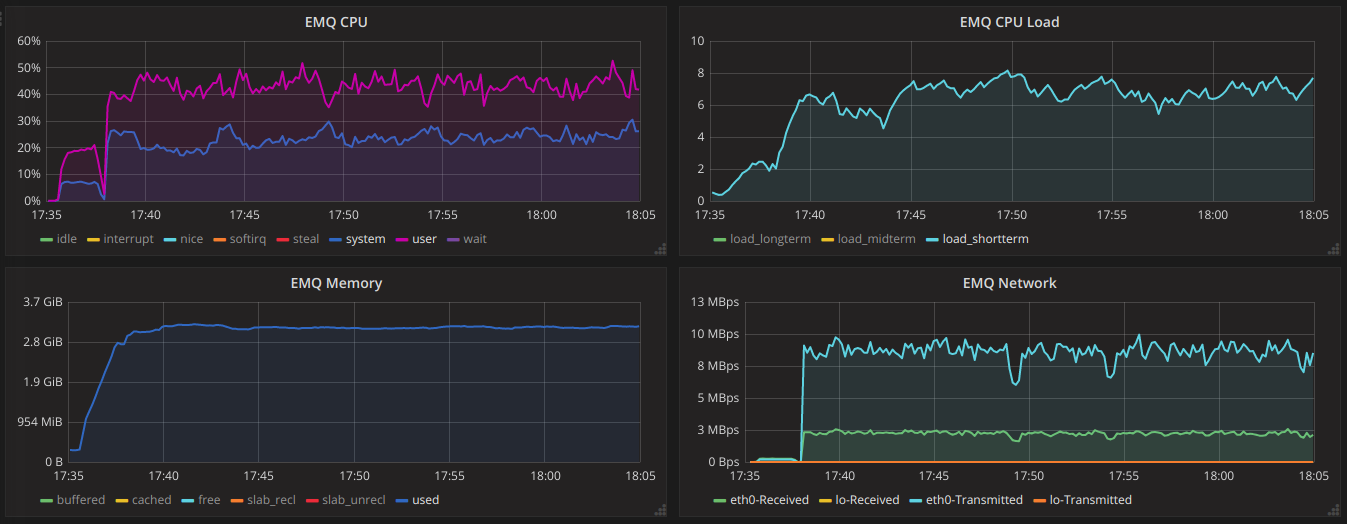 EMQ CPU
60%
50%
40%
30%
20%
10%
0%
17:35 17:40 17:45 17:50 17:55 18:00 18:05
idle interrupt nice softirq steal system user wait
EMQ CPU Load
10
8
6
4
2
0
17:35 17:40 17:45 17:50 17:55 18:00 18:05
load_longterm load_midterm load_shortterm
EMQ Memory
3.7 GiB
2.8 GiB
1.9 GiB
954 MiB
0 B
17:35 17:40 17:45 17:50 17:55 18:00 18:05
buffered cached free slab_recl slab_unrecl used
EMQ Network
13 MBps
10 MBps
8 MBps
5 MBps
3 MBps
0 Bps
17:35 17:40 17:45 17:50 17:55 18:00 18:05
eth0-Received lo-Received eth0-Transmitted lo-Transmitted